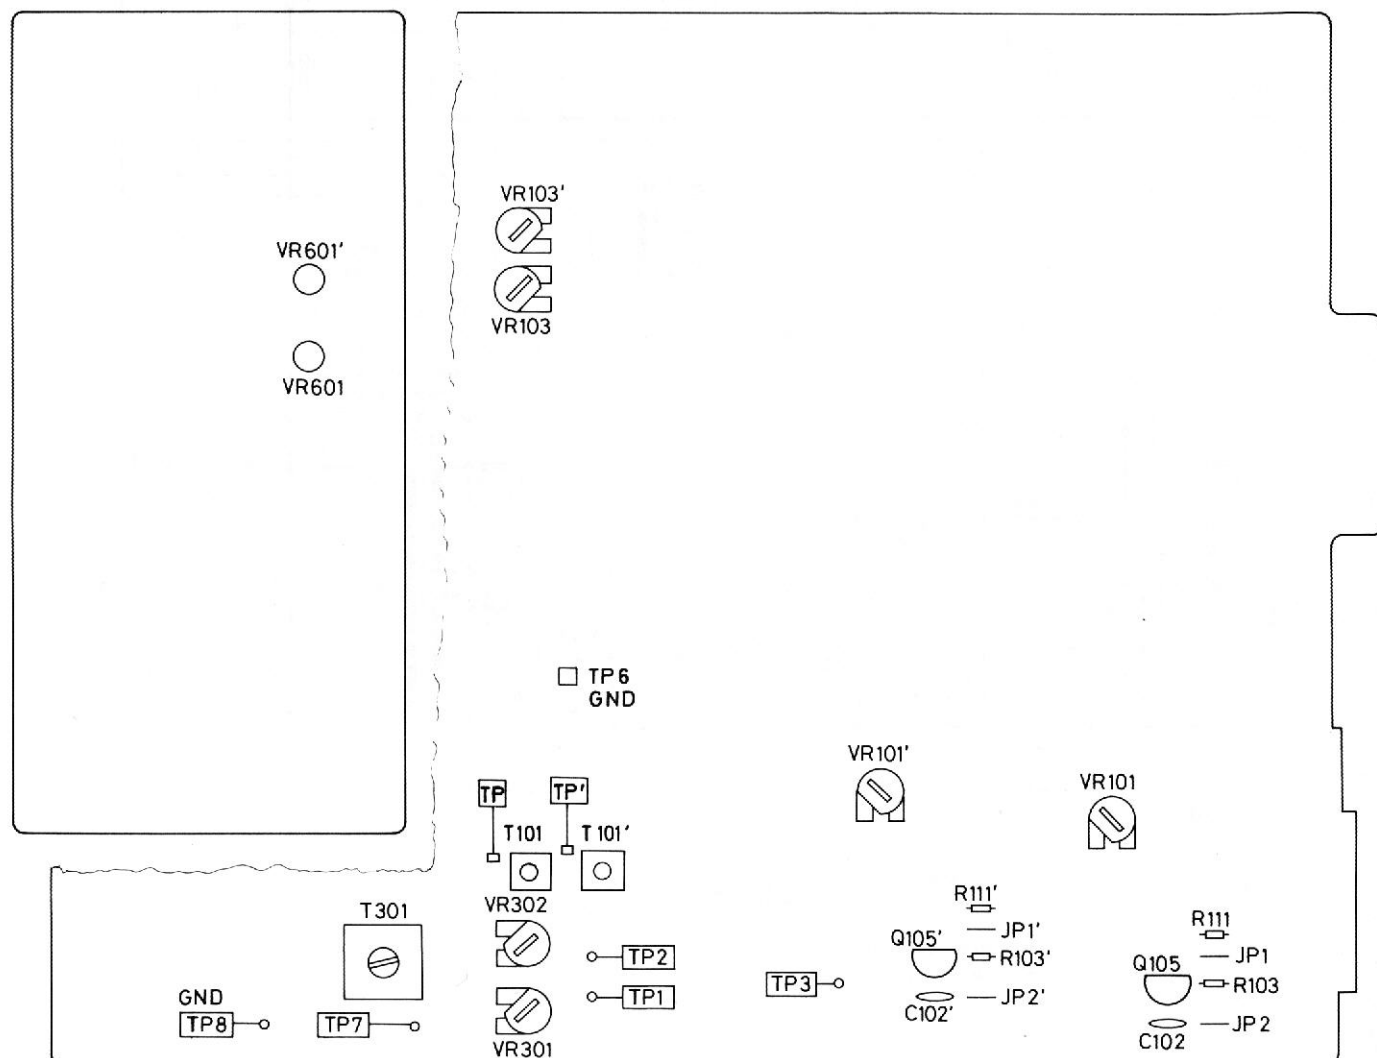 VR103'
VR601'
VR103
VR601
TP6
GND
VR101'
VR101
TP
TP'
T101
T101'
VR302
T301
R111'
R111
JP1'
Q105'
R103'
JP1
Q105
R103
TP2
TP3
TP1
JP2'
C102'
GND
TP8
TP7
JP2
C102
VR301